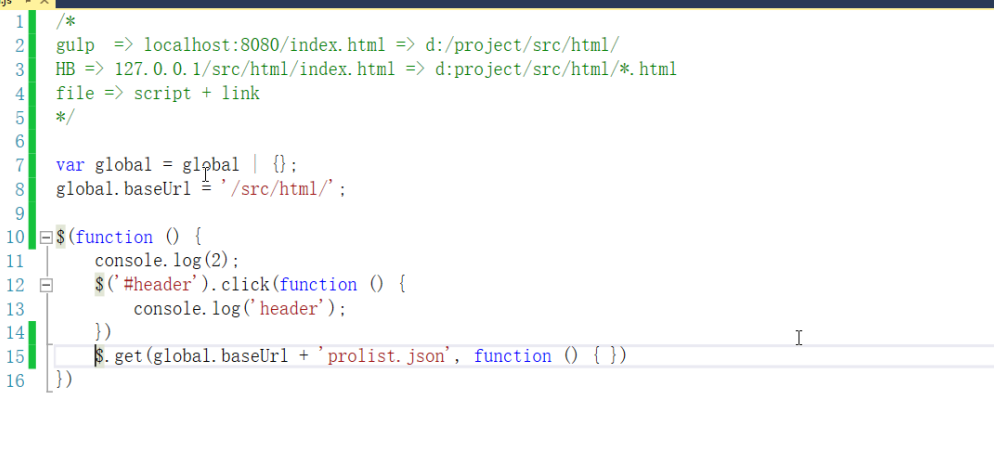 .js
1 /*
2 gulp => localhost:8080/index.html => d:/project/src/html/
3 HB => 127.0.0.1/src/html/index.html => d:project/src/html/*.html
4 file => script + link
5 */
6
7 var global = global | {};
8 global.baseUrl = '/src/html/';
9
10 $(function () {
11 console.log(2);
12 $('#header').click(function () {
13 console.log('header');
14 })
15 $.get(global.baseUrl + 'prolist.json', function () { })
16 })